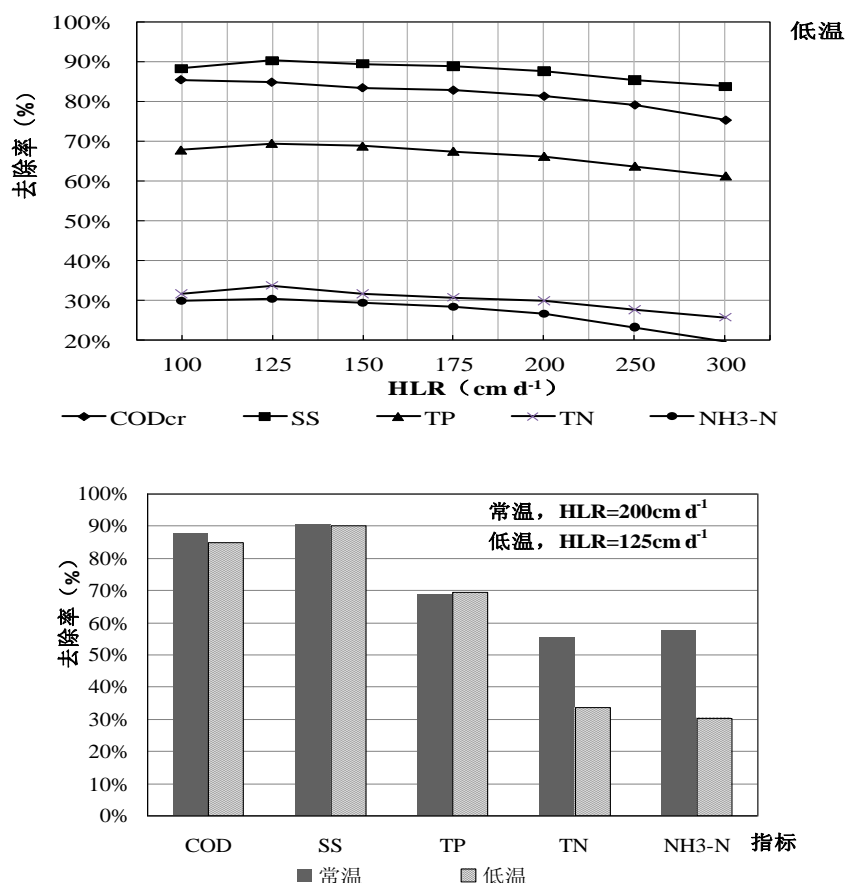 低温
100%
90%
80%
70%
60%
50%
40%
30%
20%
去除率（%）
100 125 150 175 200 250 300
HLR（cm d-1）
CODcr SS TP TN NH3-N
100%
90%
80%
70%
60%
50%
40%
30%
20%
10%
0%
去除率（%）
常温，HLR=200cm d-1
低温，HLR=125cm d-1
COD SS TP TN NH3-N 指标
常温 低温